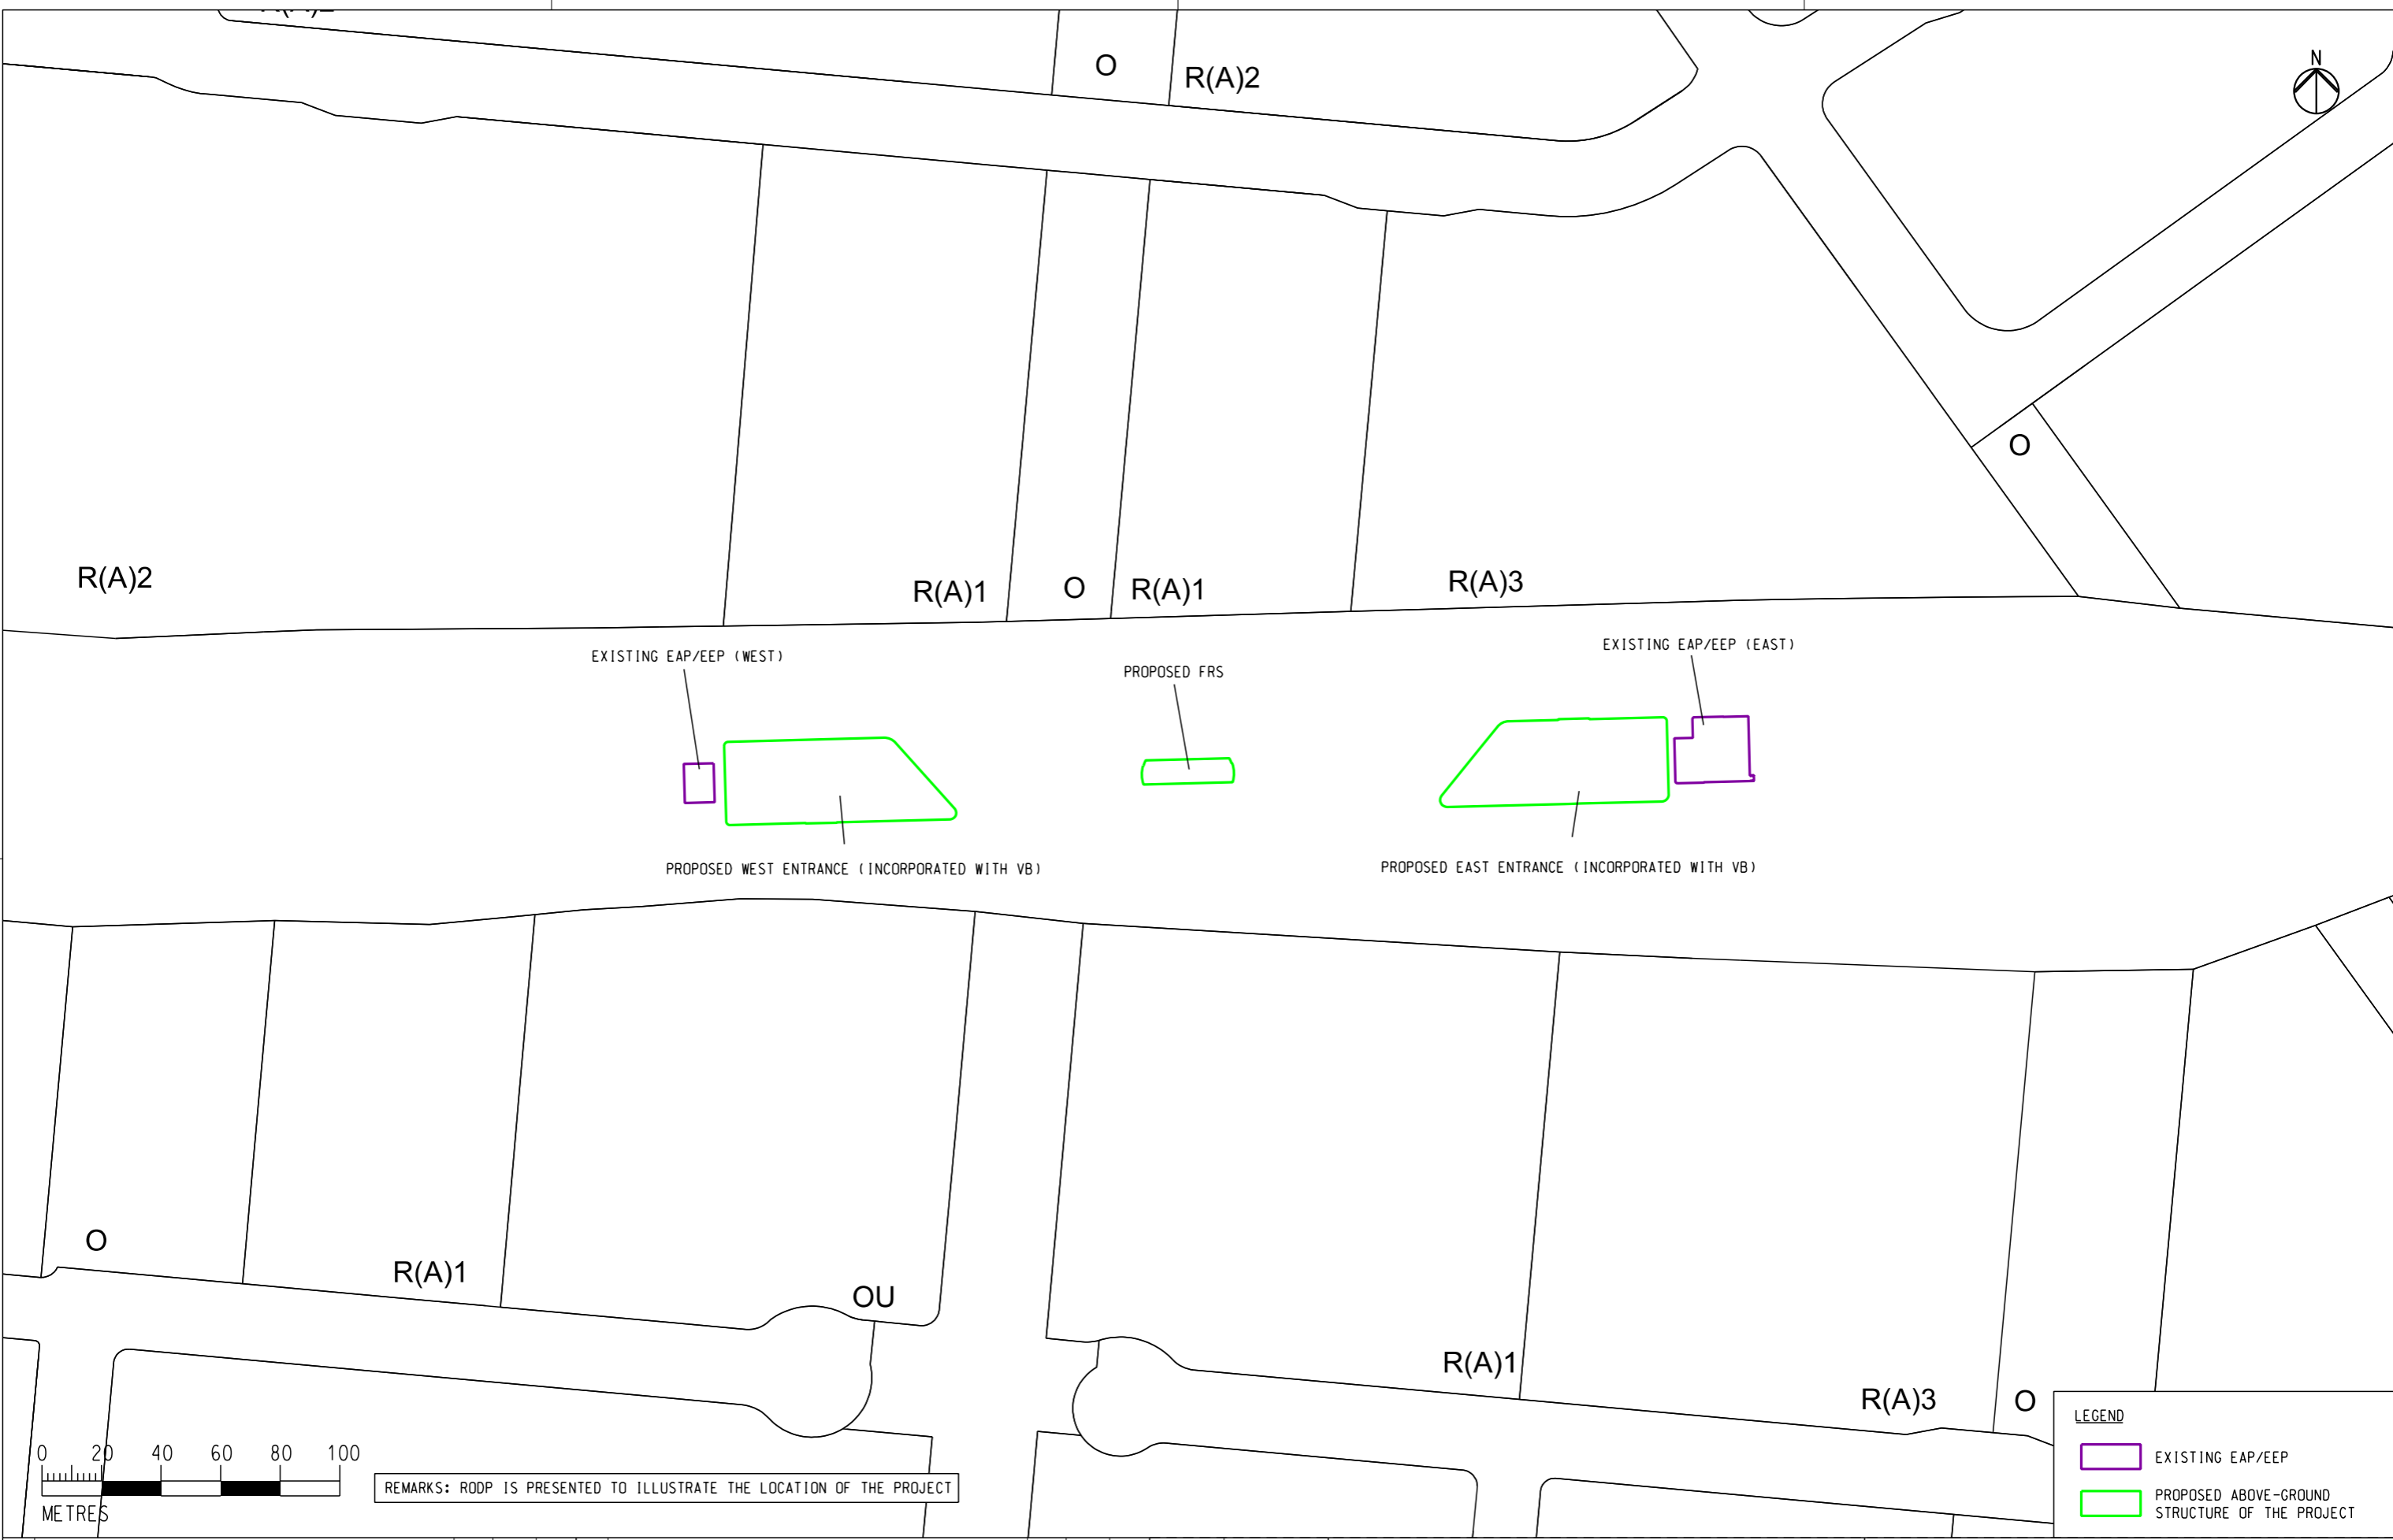 N
O
R(A)2
O
R(A)2
R(A)1
O
R(A)1
R(A)3
EXISTING EAP/EEP (WEST)
PROPOSED FRS
EXISTING EAP/EEP (EAST)
PROPOSED WEST ENTRANCE (INCORPORATED WITH VB)
PROPOSED EAST ENTRANCE (INCORPORATED WITH VB)
O
R(A)1
OU
R(A)1
R(A)3
O
0 20 40 60 80 100
METRES
REMARKS: RODP IS PRESENTED TO ILLUSTRATE THE LOCATION OF THE PROJECT
LEGEND
EXISTING EAP/EEP
PROPOSED ABOVE-GROUND
STRUCTURE OF THE PROJECT